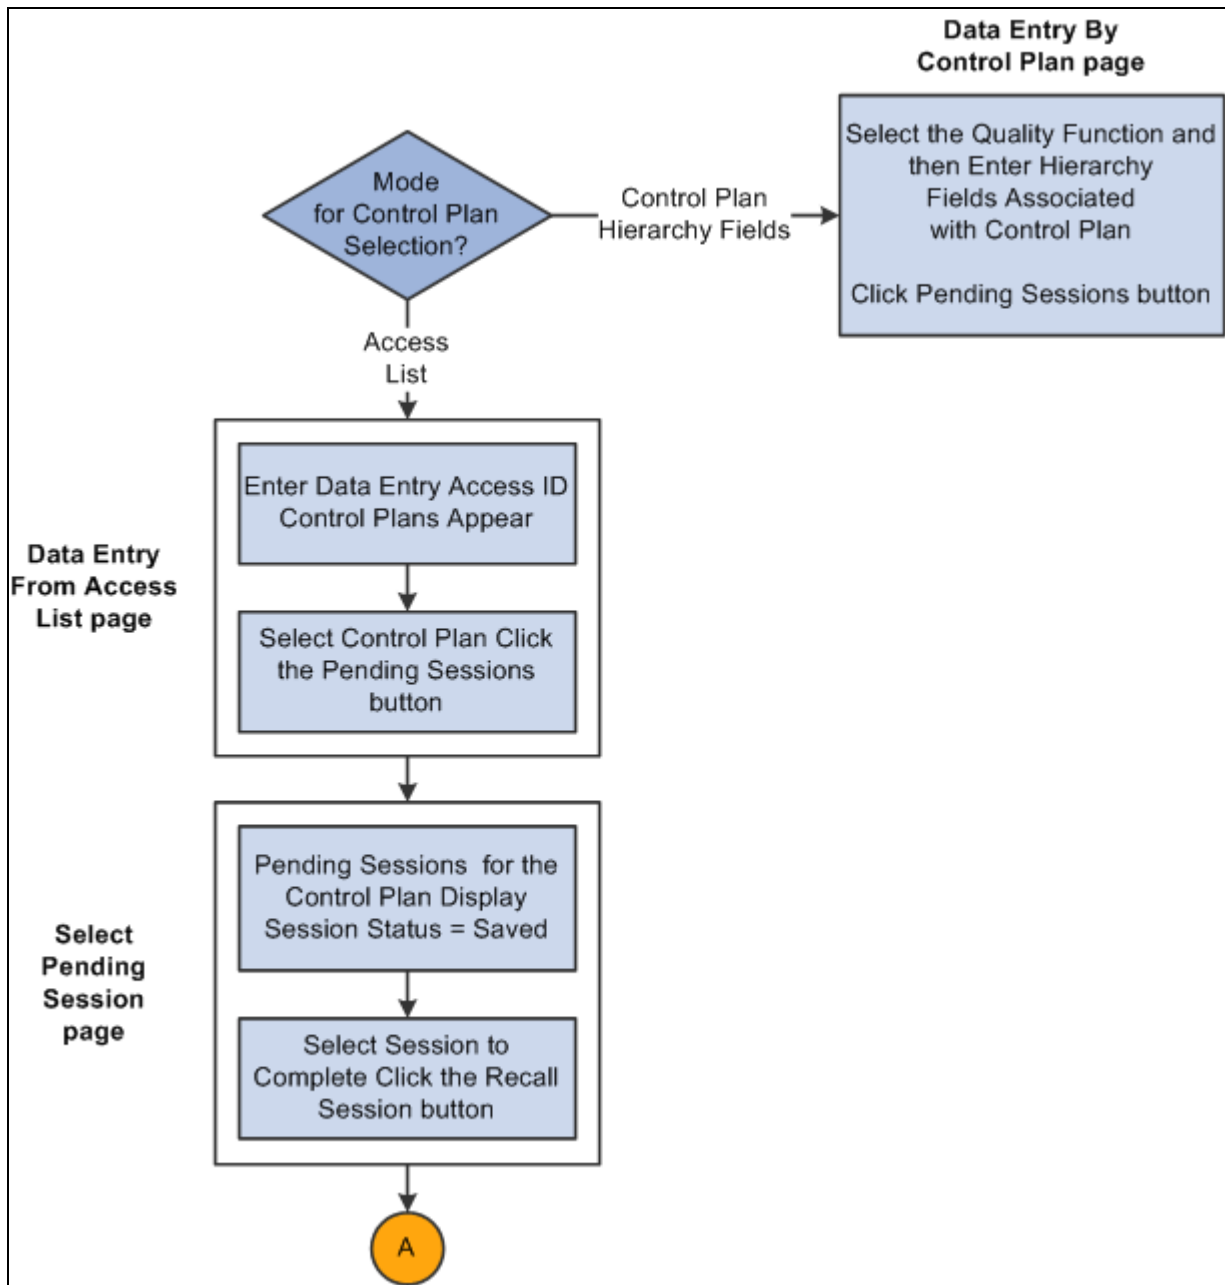 Data Entry By
Control Plan page
Select the Quality Function and
then Enter Hierarchy
Fields Associated
with Control Plan
Click Pending Sessions button
Mode
for Control Plan
Selection?
Control Plan
Hierarchy Fields
Access
List
Data Entry
From Access
List page
Enter Data Entry Access ID
Control Plans Appear
Select Control Plan Click
the Pending Sessions
button
Select
Pending
Session
page
Pending Sessions for the
Control Plan Display
Session Status = Saved
Select Session to
Complete Click the Recall
Session button
A